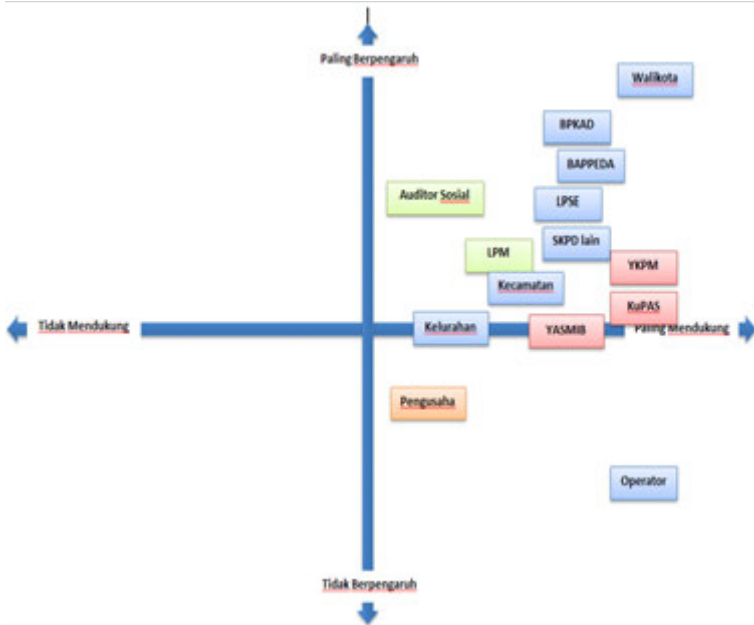 Paling Berpengaruh
Walikota
BPKAD
BAPPEDA
Auditor Sosial
LPSE
SKPD lain
LPM
YKPM
Kecamatan
KuPAS
Tidak Mendukung
Kelurahan
YASMIB
Paling Mendukung
Pengusaha
Operator
Tidak Berpengaruh